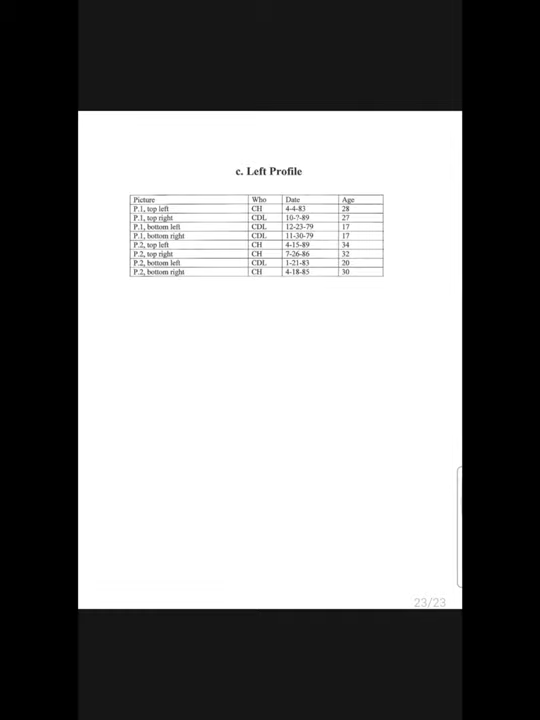 c. Left Profile
Picture Who Date Age
P.1, top left CH 4-4-83 28
P.1, top right CDL 10-?-89 27
P.1, bottom left CDL 12-23-79 17
P.1, bottom right CDL 11-30-79 17
P.2, top left CH 4-15-89 34
P.2, top right CH 7-26-86 32
P.2, bottom left CDL 1-21-83 20
P.2, bottom right CH 4-18-85 30
23/23